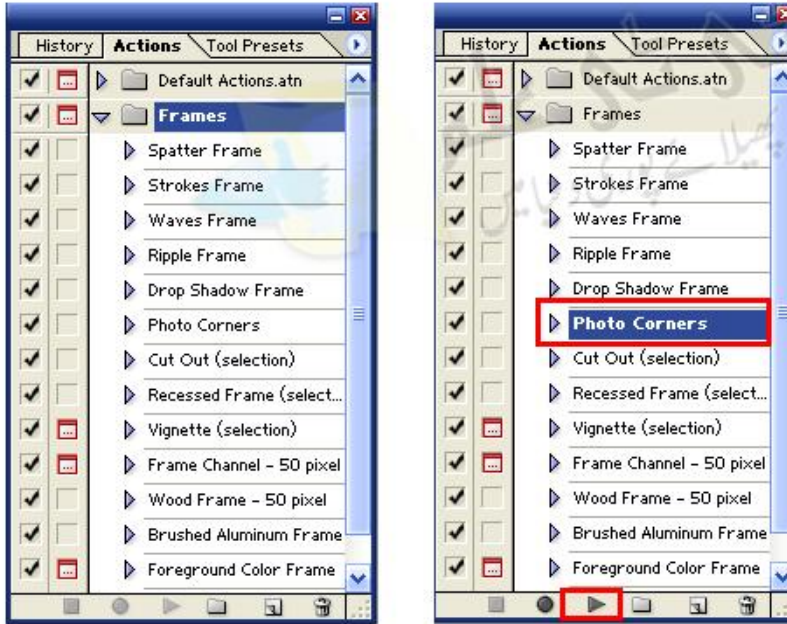 History Actions Tool Presets
Default Actions.atn
Frames
Spatter Frame
Strokes Frame
Waves Frame
Ripple Frame
Drop Shadow Frame
Photo Corners
Cut Out (selection)
Recessed Frame (select...
Vignette (selection)
Frame Channel - 50 pixel
Wood Frame - 50 pixel
Brushed Aluminum Frame
Foreground Color Frame
History Actions Tool Presets
Default Actions.atn
Frames
Spatter Frame
Strokes Frame
Waves Frame
Ripple Frame
Drop Shadow Frame
Photo Corners
Cut Out (selection)
Recessed Frame (select...
Vignette (selection)
Frame Channel - 50 pixel
Wood Frame - 50 pixel
Brushed Aluminum Frame
Foreground Color Frame
پھیلائے پوری دنیا میں